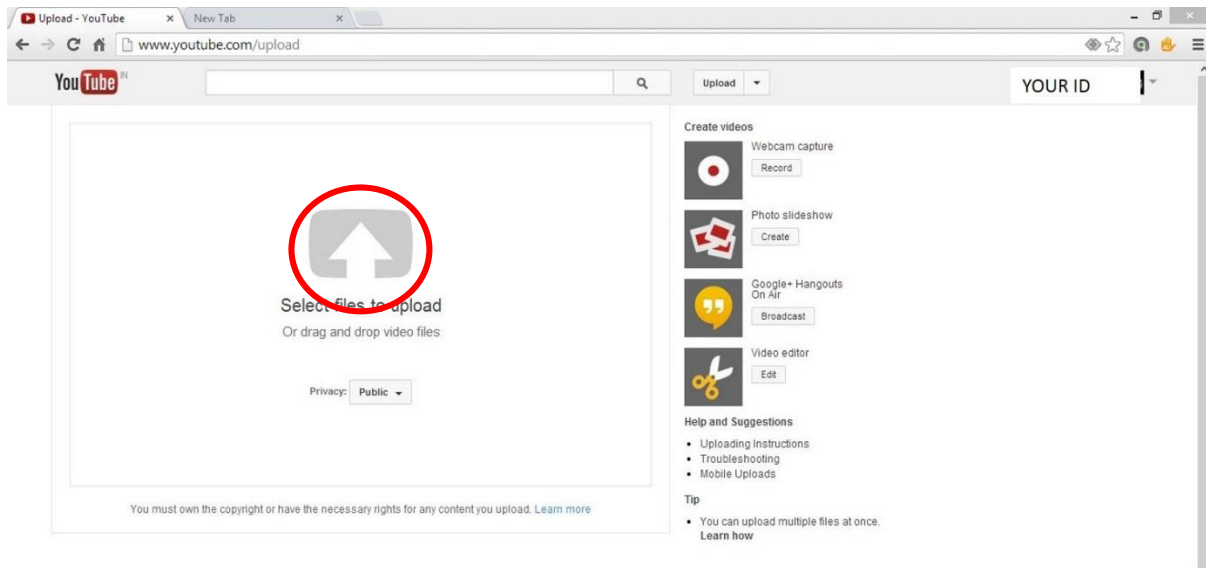 Upload - YouTube
New Tab
www.youtube.com/upload
YouTube IN
Upload
YOUR ID
Select files to upload
Or drag and drop video files
Privacy: Public
You must own the copyright or have the necessary rights for any content you upload. Learn more
Create videos
Webcam capture
Record
Photo slideshow
Create
Google+ Hangouts
On Air
Broadcast
Video editor
Edit
Help and Suggestions
Uploading Instructions
Troubleshooting
Mobile Uploads
Tip
You can upload multiple files at once.
Learn how